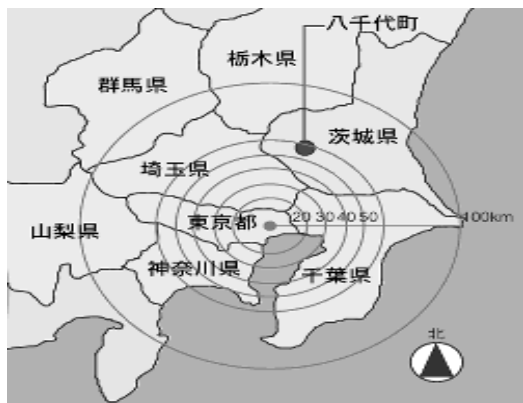 八千代町
栃木県
群馬県
茨城県
埼玉県
東京都
20 30 40 50
100km
山梨県
神奈川県
千葉県
北